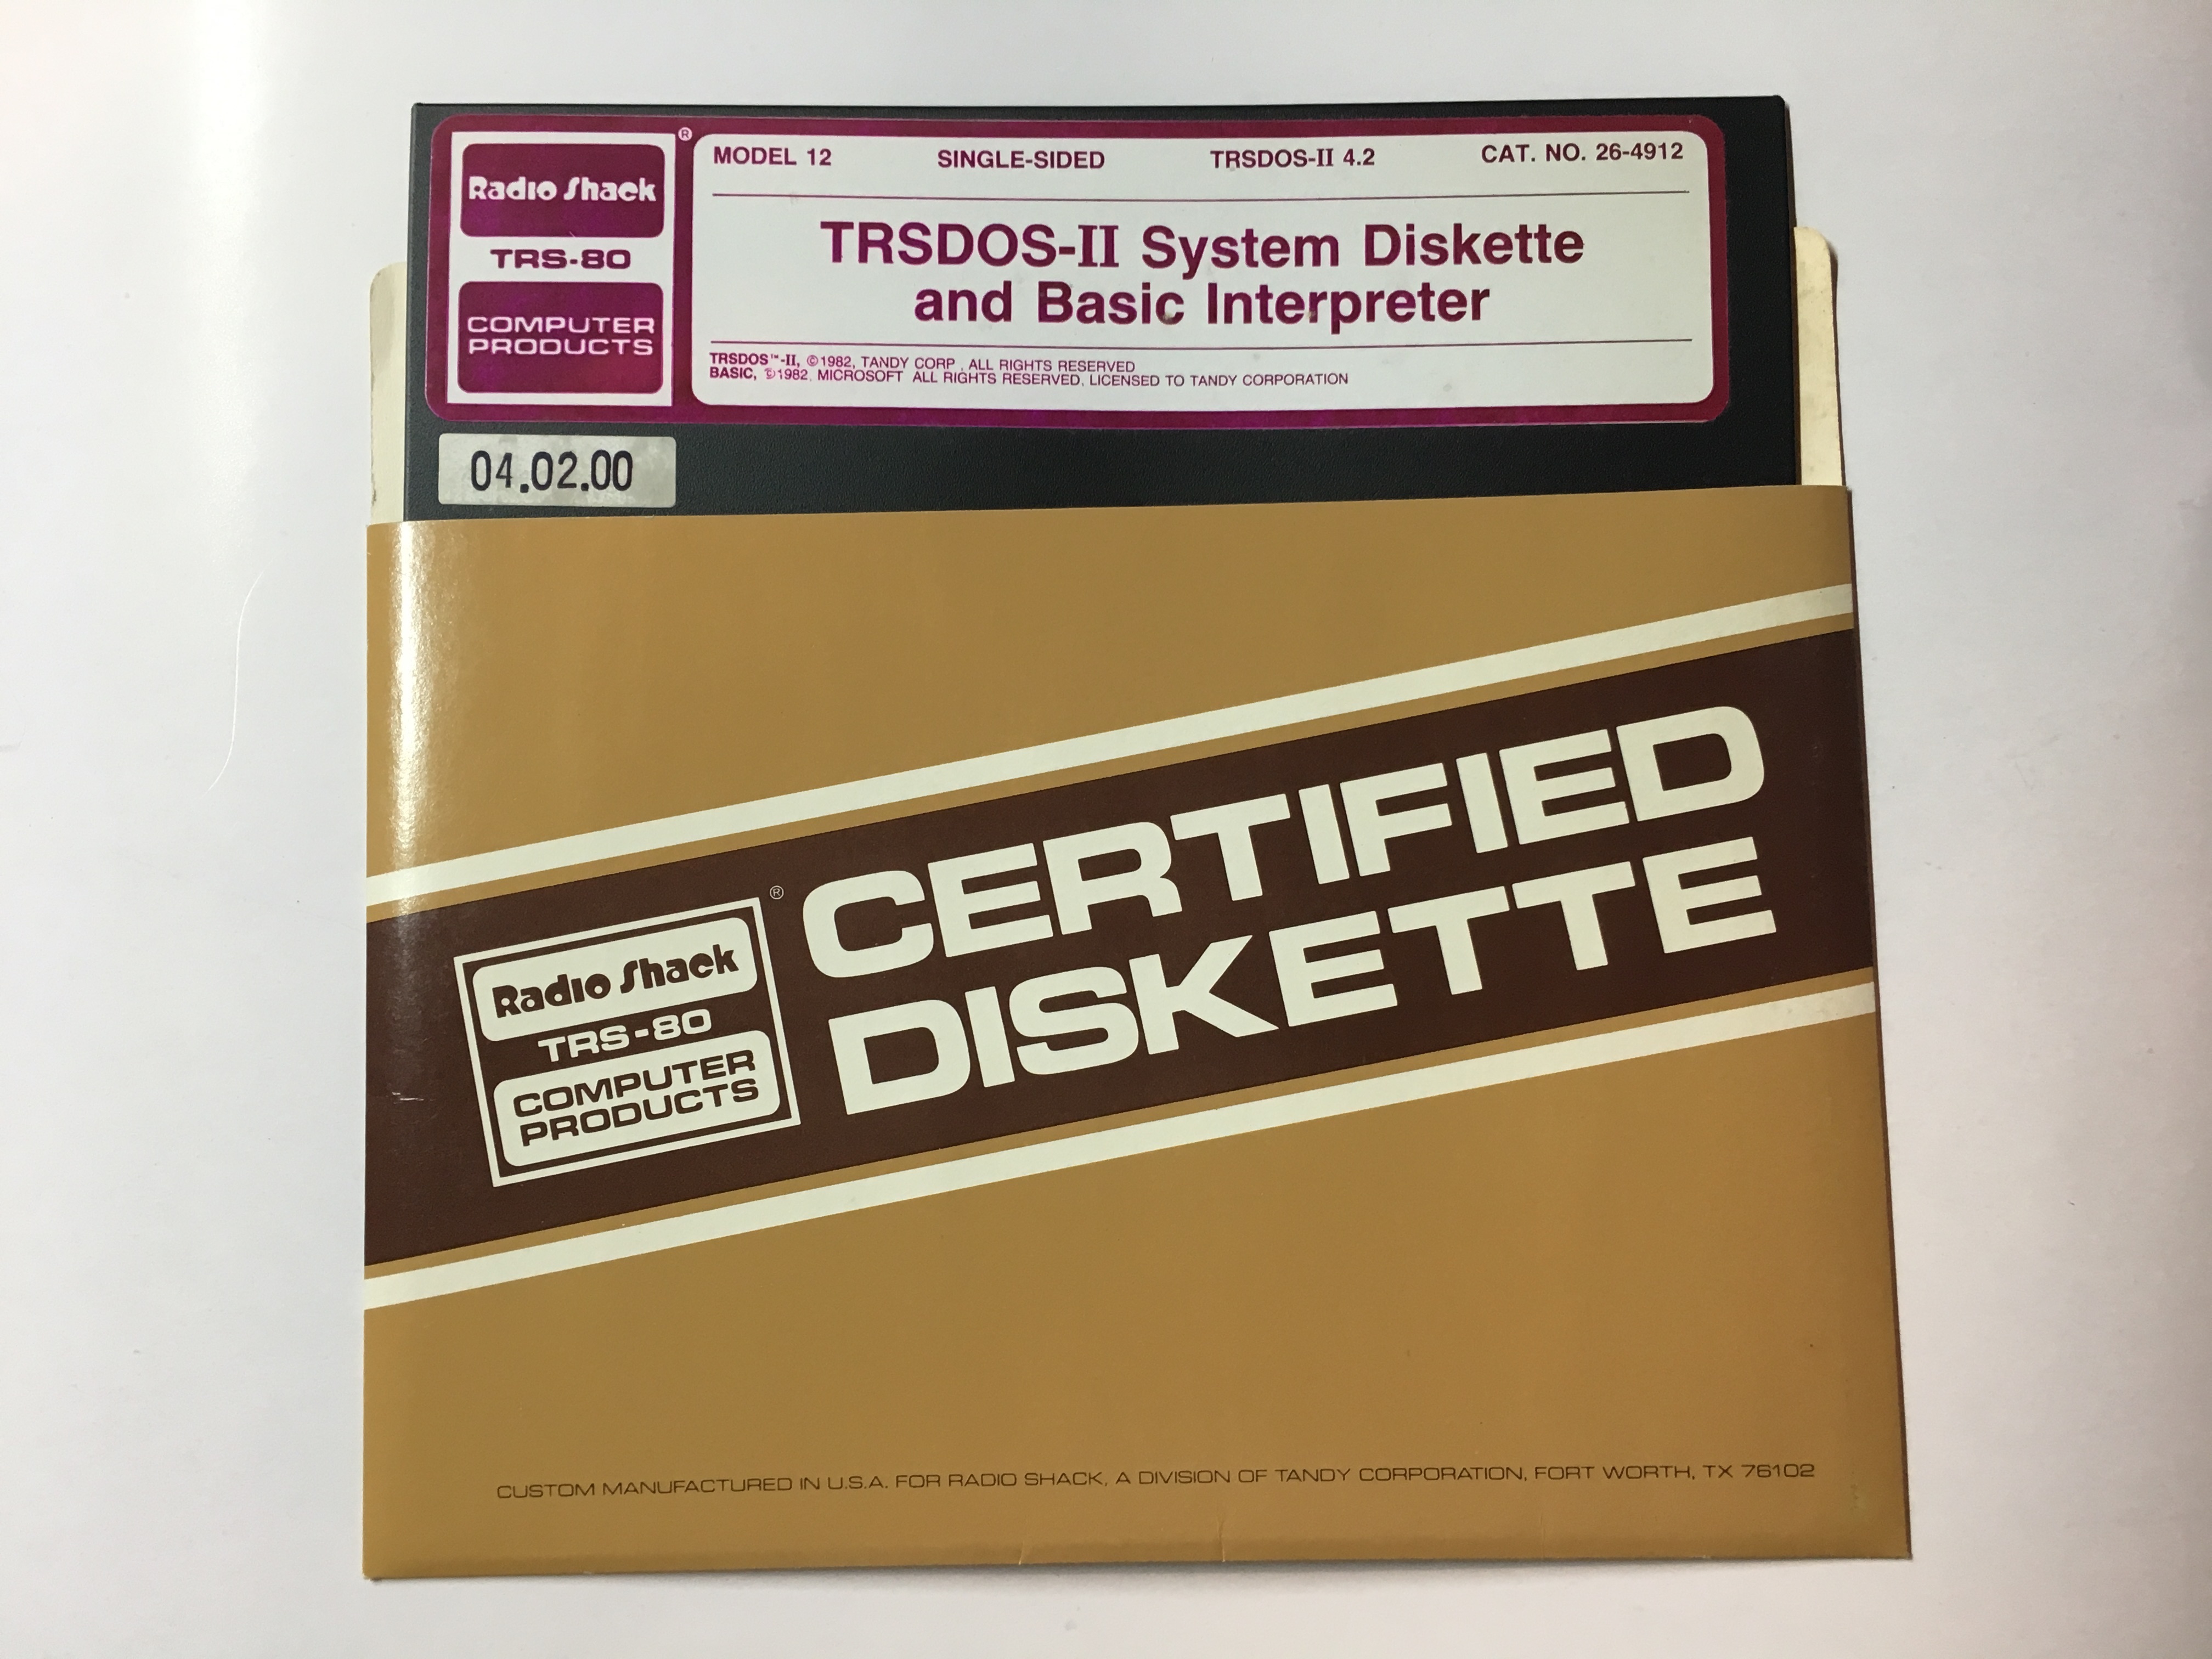 Radio Shack ®
TRS-80
COMPUTER
PRODUCTS
MODEL 12 SINGLE-SIDED TRSDOS-II 4.2 CAT. NO. 26-4912
TRSDOS-II System Diskette
and Basic Interpreter
TRSDOS™-II, ©1982, TANDY CORP. ALL RIGHTS RESERVED
BASIC, ©1982. MICROSOFT ALL RIGHTS RESERVED, LICENSED TO TANDY CORPORATION
04.02.00
Radio Shack ®
TRS-80
COMPUTER
PRODUCTS
CERTIFIED
DISKETTE
CUSTOM MANUFACTURED IN U.S.A. FOR RADIO SHACK, A DIVISION OF TANDY CORPORATION, FORT WORTH, TX 76102